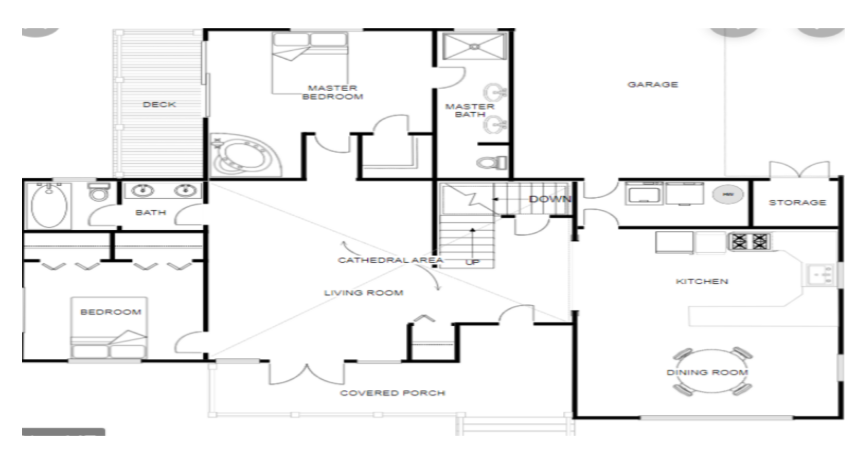 GARAGE
MASTER
BEDROOM
DECK
MASTER
BATH
DOWN
STORAGE
BATH
CATHEDRAL AREA
UP
KITCHEN
LIVING ROOM
BEDROOM
DINING ROOM
COVERED PORCH